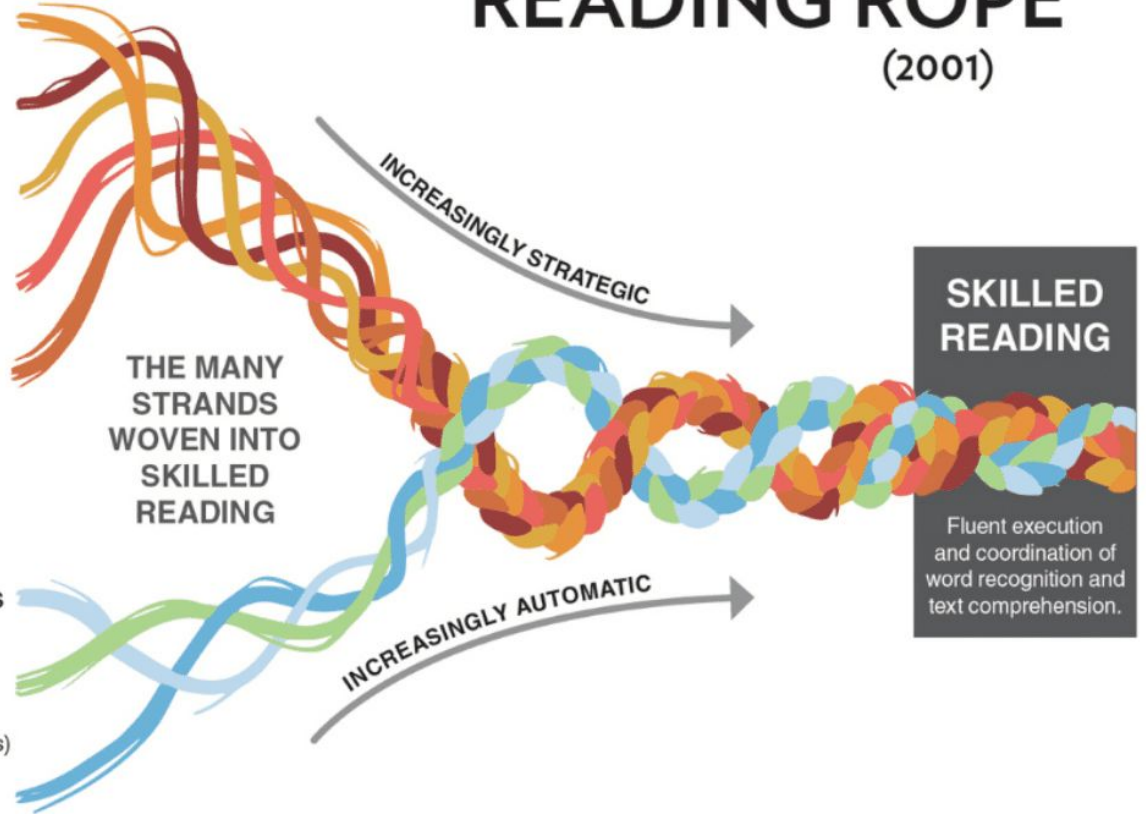 READING ROPE
(2001)
INCREASINGLY STRATEGIC
THE MANY
STRANDS
WOVEN INTO
SKILLED
READING
SKILLED
READING
Fluent execution
and coordination of
word recognition and
text comprehension.
s
INCREASINGLY AUTOMATIC
s)